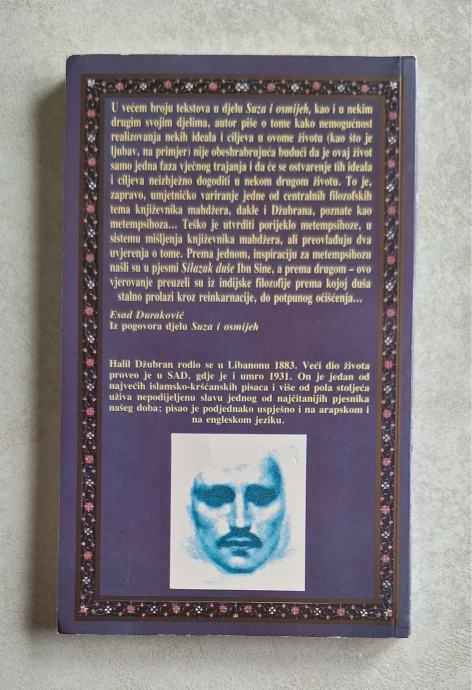 U većem broju tekstova u djelu Suza i osmijeh, kao i u nekim
drugim svojim djelima, autor piše o tome kako nemogućnost
realizovanja nekih ideala i ciljeva u ovome životu (kao što je
ljubav, na primjer) nije obeshrabrujuća budući da je ovaj život
samo jedna faza vječnog trajanja i da će se ostvarenje tih ideala
i ciljeva neizbježno dogoditi u nekom drugom životu. To je,
zapravo, umjetničko variranje jedne od centralnih filozofskih
tema književnika mahdžera, dakle i Džubrana, poznate kao
metempsihoza... Teško je utvrditi porijeklo metempsihoze, u
sistemu mišljenja književnika mahdžera, ali preovlađuju dva
uvjerenja o tome. Prema jednom, inspiraciju za metempsihozu
našli su u pjesmi Silazak duše Ibn Sine, a prema drugom – ovo
vjerovanje preuzeli su iz indijske filozofije prema kojoj duša
stalno prolazi kroz reinkarnacije, do potpunog očišćenja...
Esad Duraković
Iz pogovora djelu Suza i osmijeh
Halil Džubran rodio se u Libanonu 1883. Veći dio života
proveo je u SAD, gdje je i umro 1931. On je jedan od
najvećih islamsko-kršćanskih pisaca i više od pola stoljeća
uživa nepodijeljenu slavu jednog od najčitanijih pjesnika
našeg doba; pisao je podjednako uspješno i na arapskom i
na engleskom jeziku.